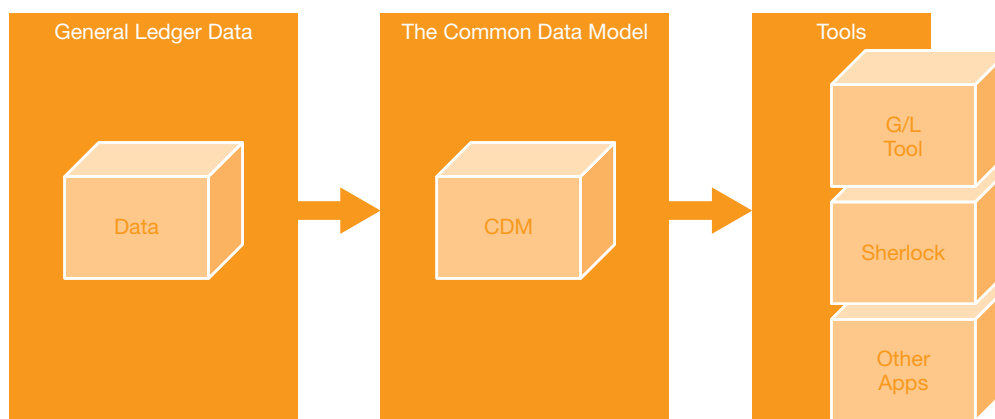 General Ledger Data
Data
The Common Data Model
CDM
Tools
G/L
Tool
Sherlock
Other
Apps